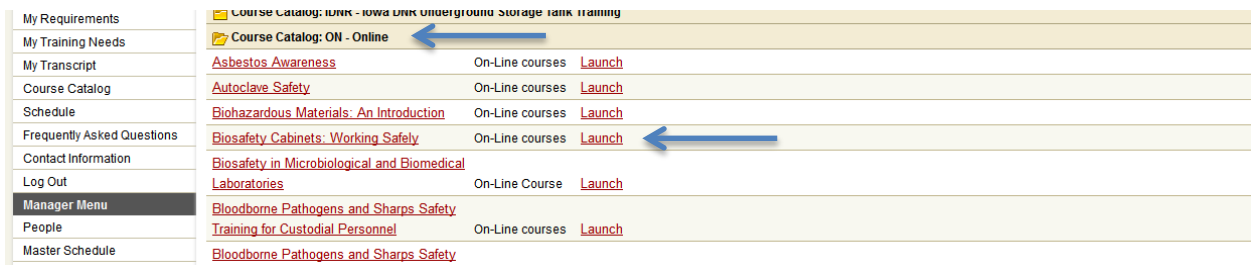 My Requirements
My Training Needs
My Transcript
Course Catalog
Schedule
Frequently Asked Questions
Contact Information
Log Out
Manager Menu
People
Master Schedule
Course Catalog: IDNR - Iowa DNR Underground Storage Tank Training
Course Catalog: ON - Online
Asbestos Awareness On-Line courses Launch
Autoclave Safety On-Line courses Launch
Biohazardous Materials: An Introduction On-Line courses Launch
Biosafety Cabinets: Working Safely On-Line courses Launch
Biosafety in Microbiological and Biomedical
Laboratories On-Line Course Launch
Bloodborne Pathogens and Sharps Safety
Training for Custodial Personnel On-Line courses Launch
Bloodborne Pathogens and Sharps Safety